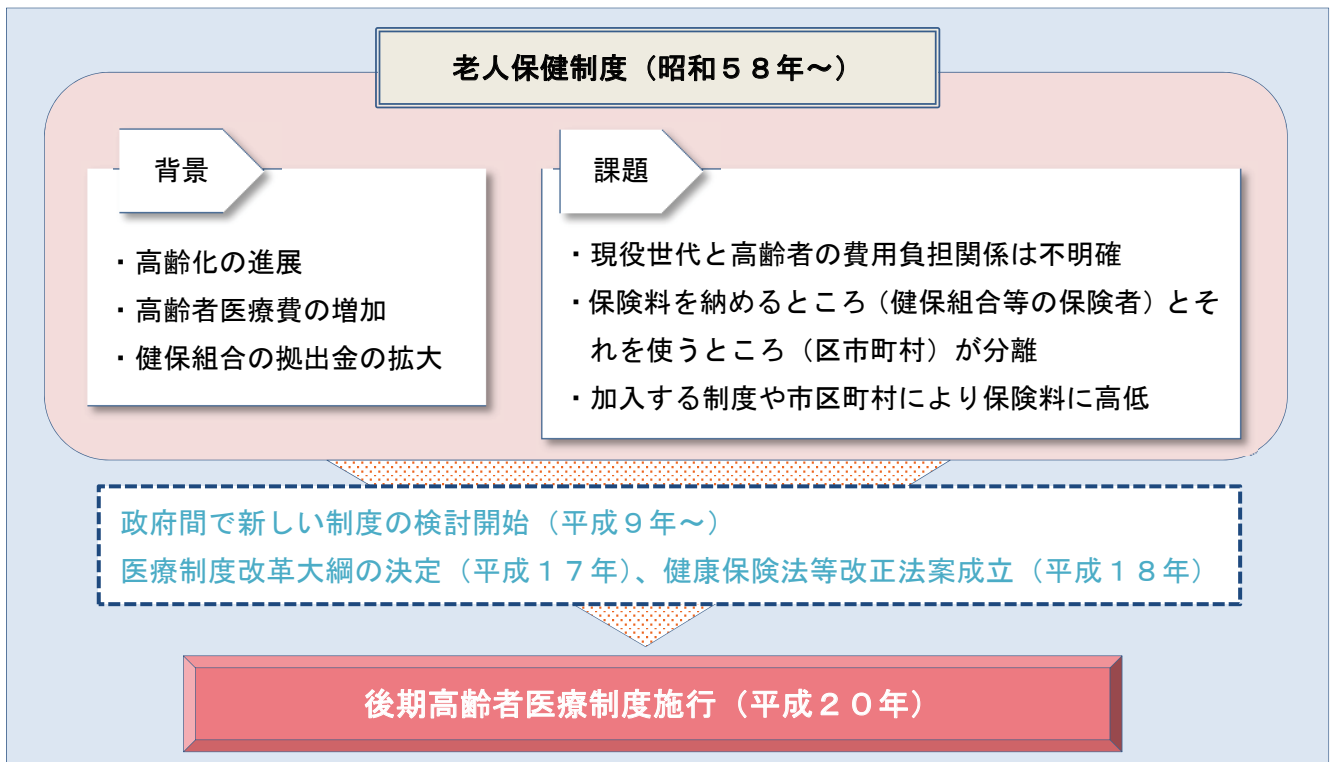 老人保健制度（昭和５８年～）
背景
・高齢化の進展
・高齢者医療費の増加
・健保組合の拠出金の拡大
課題
・現役世代と高齢者の費用負担関係は不明確
・保険料を納めるところ（健保組合等の保険者）とそ
れを使うところ（区市町村）が分離
・加入する制度や市区町村により保険料に高低
政府間で新しい制度の検討開始（平成９年～）
医療制度改革大綱の決定（平成１７年）、健康保険法等改正法案成立（平成１８年）
後期高齢者医療制度施行（平成２０年）